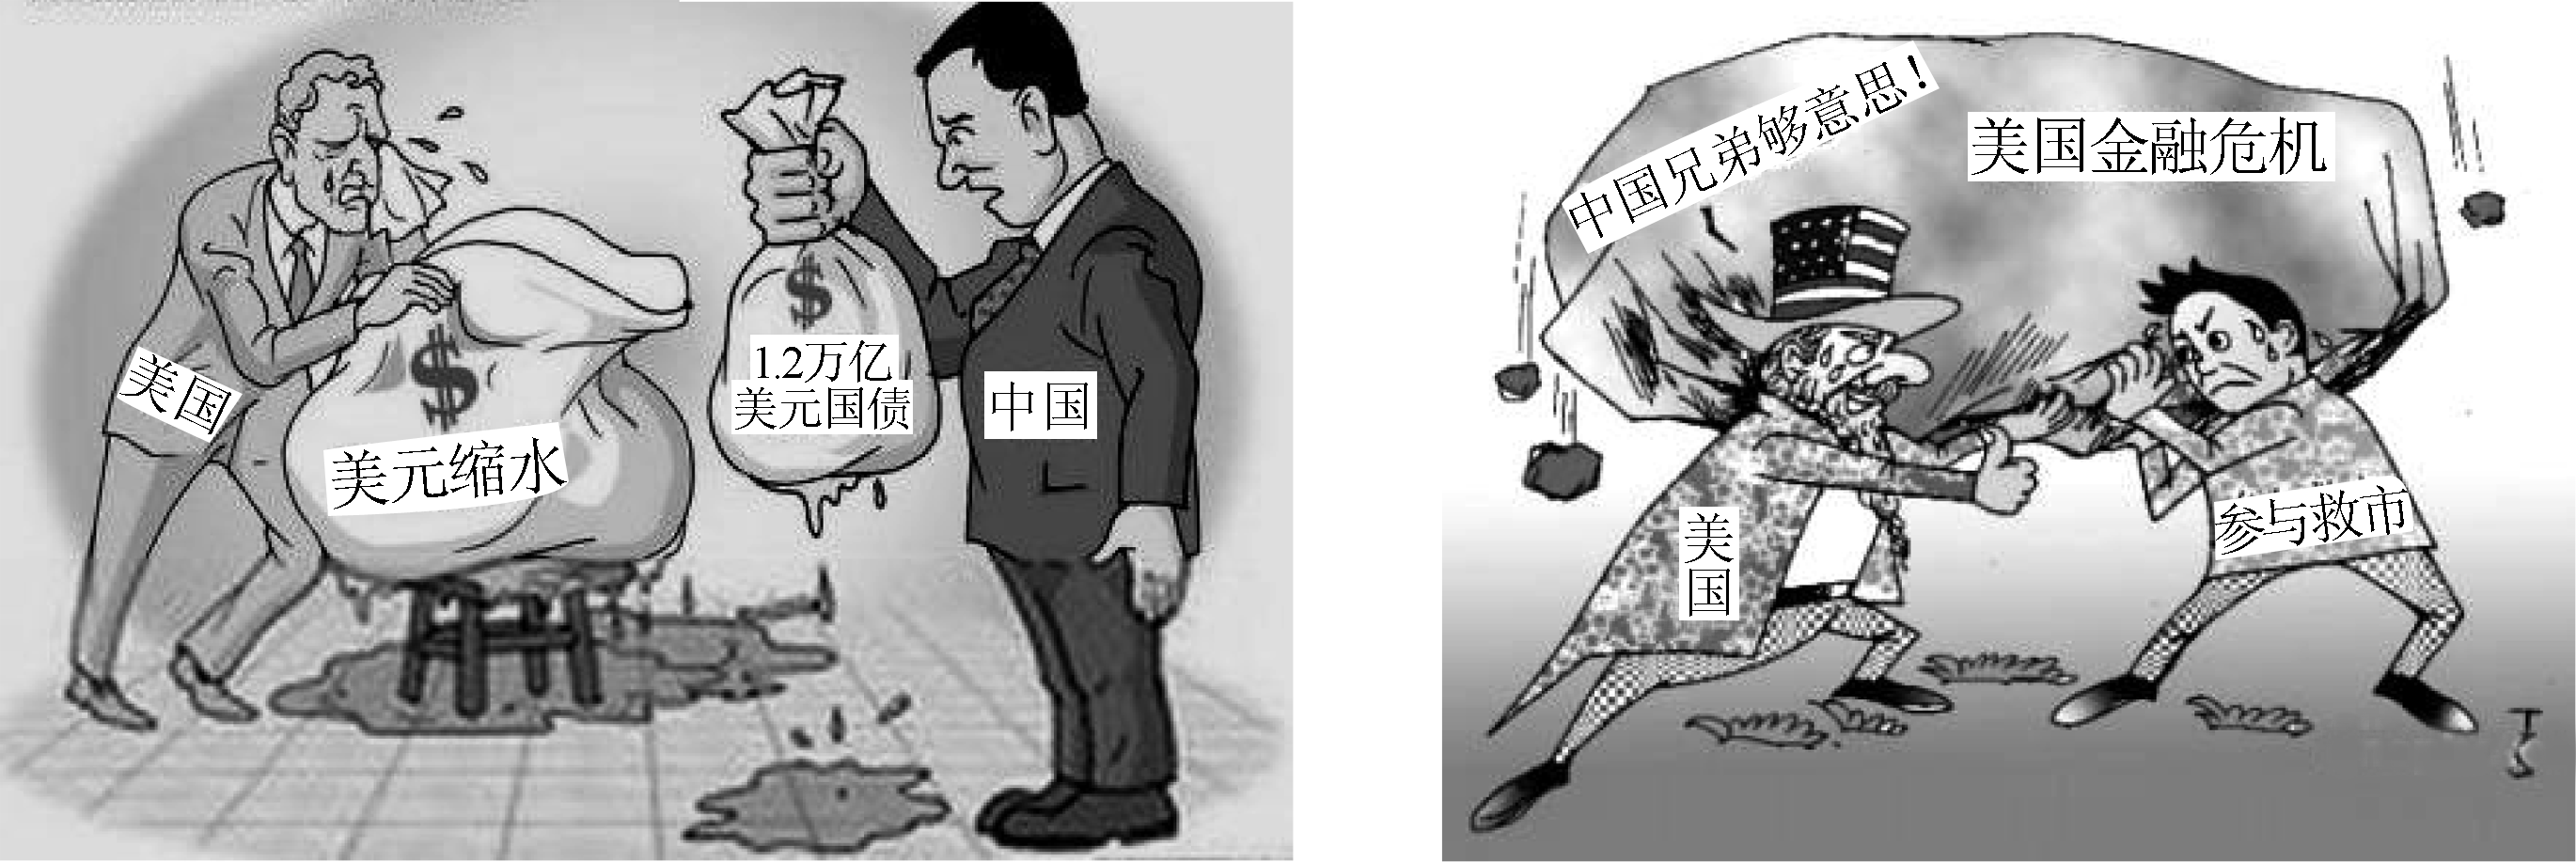 美国
$
美元缩水
$
1.2万亿
美元国债
中国
中国兄弟够意思！
美国金融危机
美国
参与救市